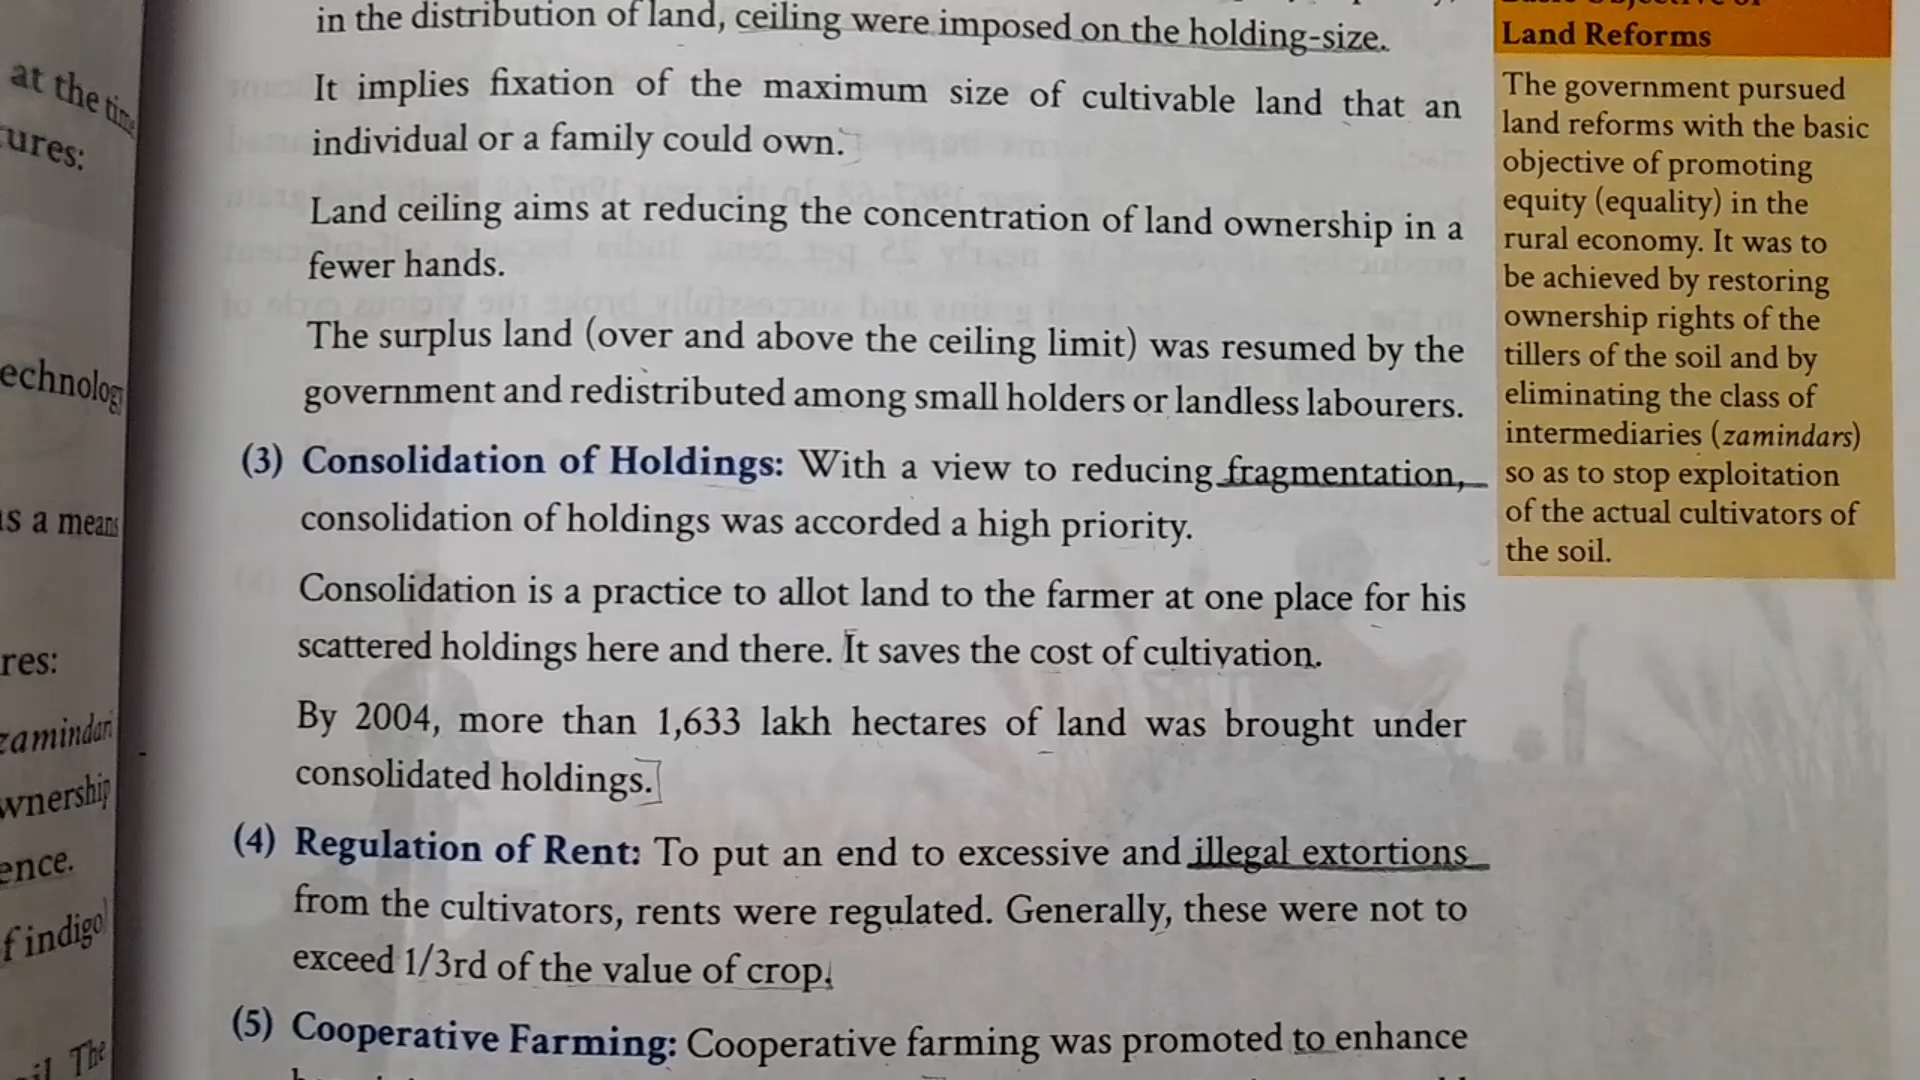 at the time
ures:
echnology
as a means
res:
zamindari
ownership
ence.
f indigo
The
in the distribution of land, ceiling were imposed on the holding-size.
It implies fixation of the maximum size of cultivable land that an
individual or a family could own.
Land ceiling aims at reducing the concentration of land ownership in a
fewer hands.
The surplus land (over and above the ceiling limit) was resumed by the
government and redistributed among small holders or landless labourers.
(3) Consolidation of Holdings: With a view to reducing fragmentation,
consolidation of holdings was accorded a high priority.
Consolidation is a practice to allot land to the farmer at one place for his
scattered holdings here and there. It saves the cost of cultivation.
By 2004, more than 1,633 lakh hectares of land was brought under
consolidated holdings.]
(4) Regulation of Rent: To put an end to excessive and illegal extortions
from the cultivators, rents were regulated. Generally, these were not to
exceed 1/3rd of the value of crop.
(5) Cooperative Farming: Cooperative farming was promoted to enhance
Basic Objective of
Land Reforms
The government pursued
land reforms with the basic
objective of promoting
equity (equality) in the
rural economy. It was to
be achieved by restoring
ownership rights of the
tillers of the soil and by
eliminating the class of
intermediaries (zamindars)
so as to stop exploitation
of the actual cultivators of
the soil.